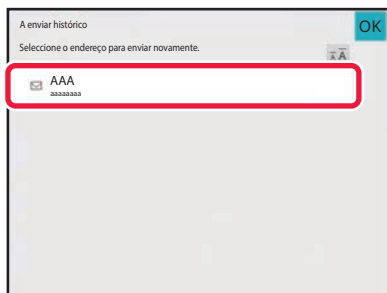 A enviar histórico
OK
Seleccione o endereço para enviar novamente.
AAA
aaaaaaaa